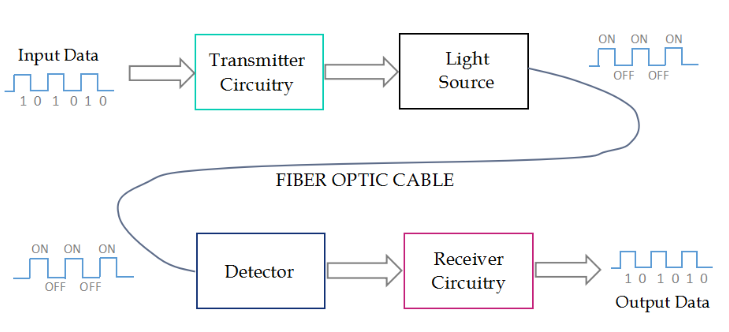 Input Data
1 0 1 0 1 0
Transmitter
Circuitry
Light
Source
ON ON ON
OFF OFF
FIBER OPTIC CABLE
ON ON ON
OFF OFF
Detector
Receiver
Circuitry
1 0 1 0 1 0
Output Data